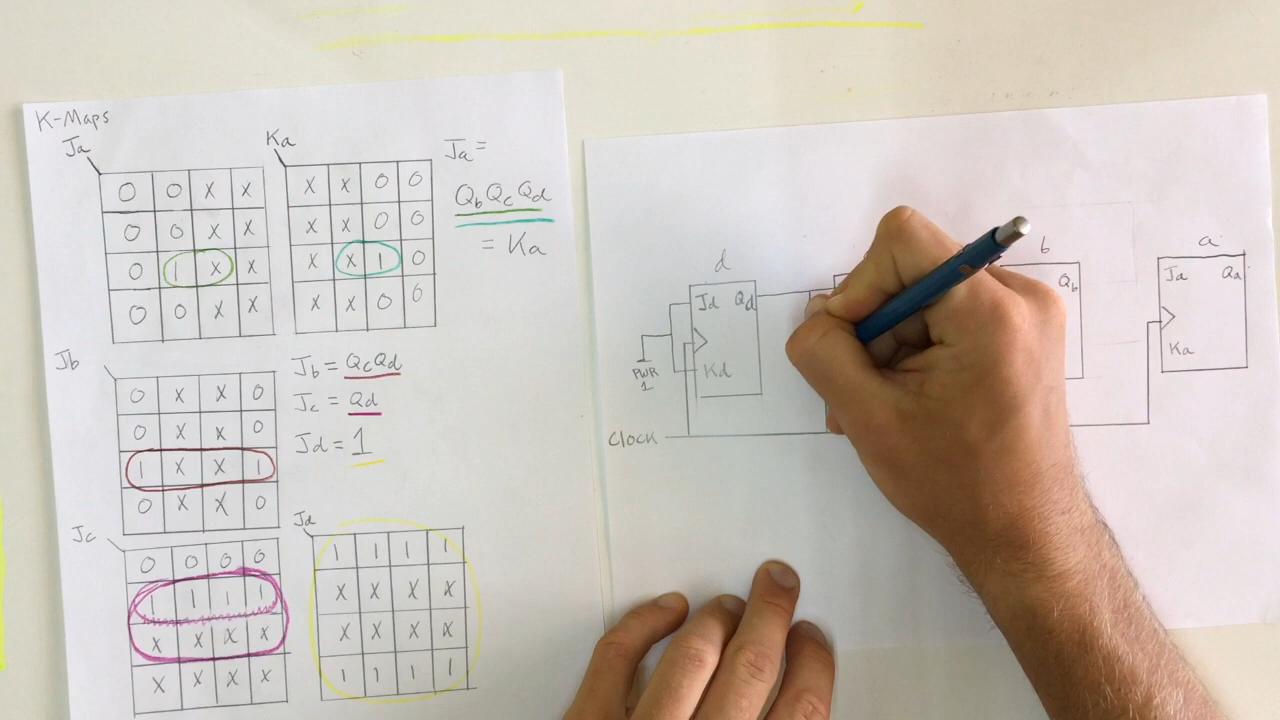 K-Maps
Ja
0 0 X X
0 0 X X
0 1 X X
0 0 X X
Ka
X X 0 0
X X 0 0
X X 1 0
X X 0 0
Ja =
QbQcQd
= Ka
Jb
0 X X 0
0 X X 0
1 X X 1
0 X X 0
Jb = QcQd
Jc = Qd
Jd = 1
Jc
0 0 0 0
1 1 1 1
X X X X
X X X X
Jd
1 1 1 1
X X X X
X X X X
1 1 1 1
d
Jd Qd
Kd
PWR
1
Clock
b
Qb
a
Ja Qa
Ka